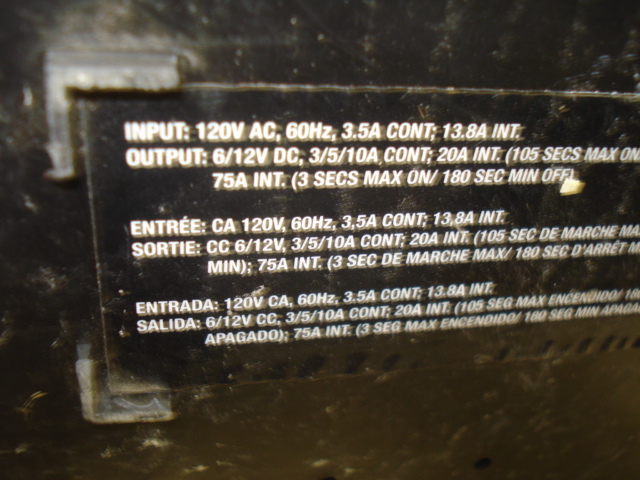 INPUT: 120V AC, 60Hz, 3.5A CONT; 13.8A INT.
OUTPUT: 6/12V DC, 3/5/10A CONT; 20A INT. (105 SECS MAX ON
75A INT. (3 SECS MAX ON/ 180 SEC MIN OFF)
ENTRÉE: CA 120V, 60Hz, 3.5A CONT; 13.8A INT.
SORTIE: CC 6/12V, 3/5/10A CONT; 20A INT. (105 SEC DE MARCHE
MIN); 75A INT. (3 SEC DE MARCHE MAX/ 180 SEC D'ARRÊT
ENTRADA: 120V CA, 60Hz, 3.5A CONT; 13.8A INT.
SALIDA: 6/12V CC, 3/5/10A CONT; 20A INT. (105 SEG MAX ENCENDIDO/
APAGADO); 75A INT. (3 SEG MAX ENCENDIDO/ 180 SEG MIN